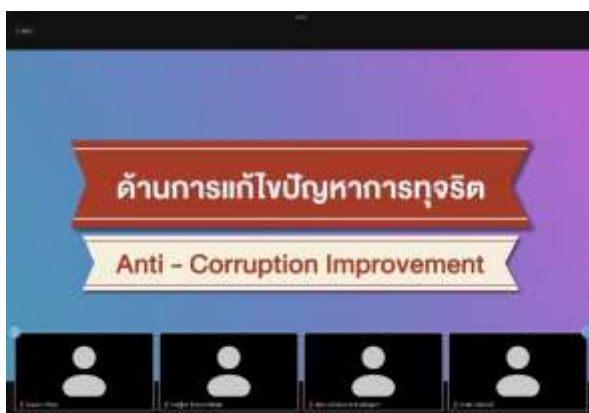 ด้านการแก้ไขปัญหาการทุจริต
Anti - Corruption Improvement